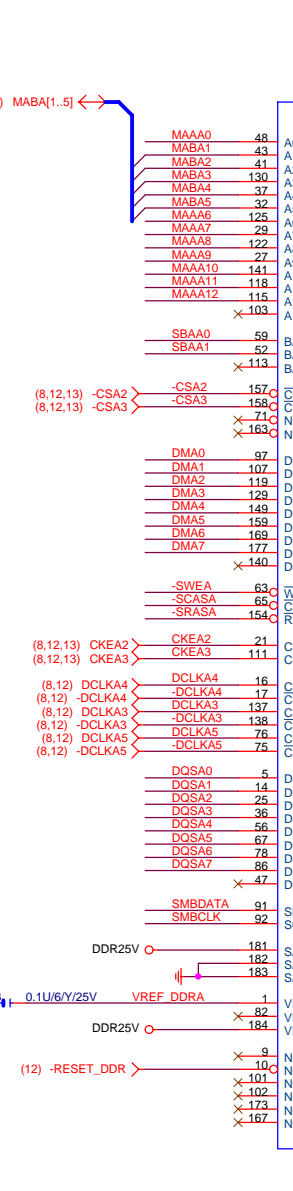 ) MABA[1..5]
MAAA0 48 A
MABA1 43 A
MABA2 41 A
MABA3 130 A
MABA4 37 A
MABA5 32 A
MAAA6 125 A
MAAA7 29 A
MAAA8 122 A
MAAA9 27 A
MAAA10 141 A
MAAA11 118 A
MAAA12 115 A
103 A
SBAA0 59 B
SBAA1 52 B
113 B
(8,12,13) -CSA2 -CSA2 157 C
(8,12,13) -CSA3 -CSA3 158 C
71 N
163 N
DMA0 97 D
DMA1 107 D
DMA2 119 D
DMA3 129 D
DMA4 149 D
DMA5 159 D
DMA6 169 D
DMA7 177 D
140 D
-SWEA 63 W
-SCASA 65 C
-SRASA 154 R
(8,12,13) CKEA2 CKEA2 21 C
(8,12,13) CKEA3 CKEA3 111 C
(8,12) DCLKA4 DCLKA4 16 C
(8,12) -DCLKA4 -DCLKA4 17 C
(8,12) DCLKA3 DCLKA3 137 C
(8,12) -DCLKA3 -DCLKA3 138 C
(8,12) DCLKA5 DCLKA5 76 C
(8,12) -DCLKA5 -DCLKA5 75 C
DQSA0 5 D
DQSA1 14 D
DQSA2 25 D
DQSA3 36 D
DQSA4 56 D
DQSA5 67 D
DQSA6 78 D
DQSA7 86 D
47 D
SMBDATA 91 S
SMBCLK 92 S
DDR25V 181 S
182 S
183 S
0.1U/6/Y/25V VREF_DDRA 1 V
82 V
DDR25V 184 V
9 N
(12) -RESET_DDR 10 N
101 N
102 N
173 N
167 N